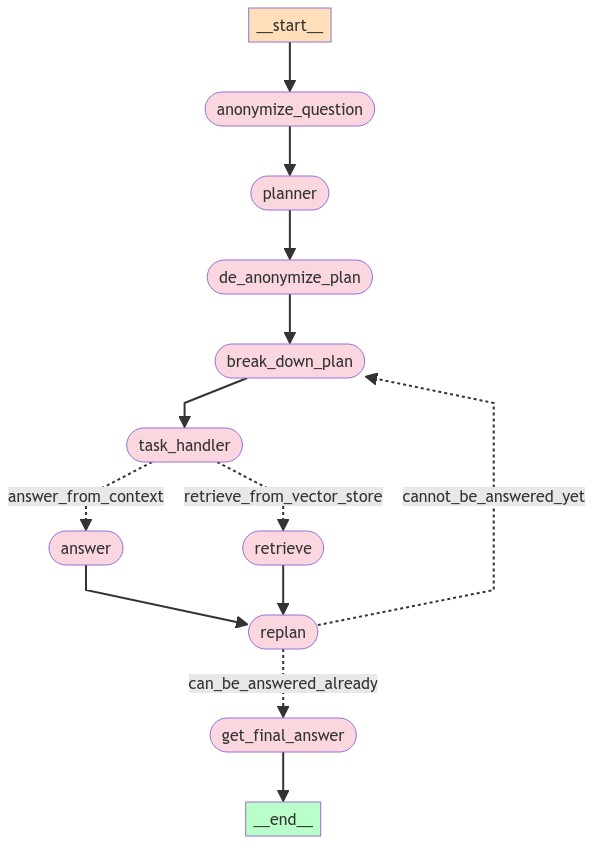 __start__
anonymize_question
planner
de_anonymize_plan
break_down_plan
task_handler
answer_from_context
retrieve_from_vector_store
cannot_be_answered_yet
answer
retrieve
replan
can_be_answered_already
get_final_answer
__end__